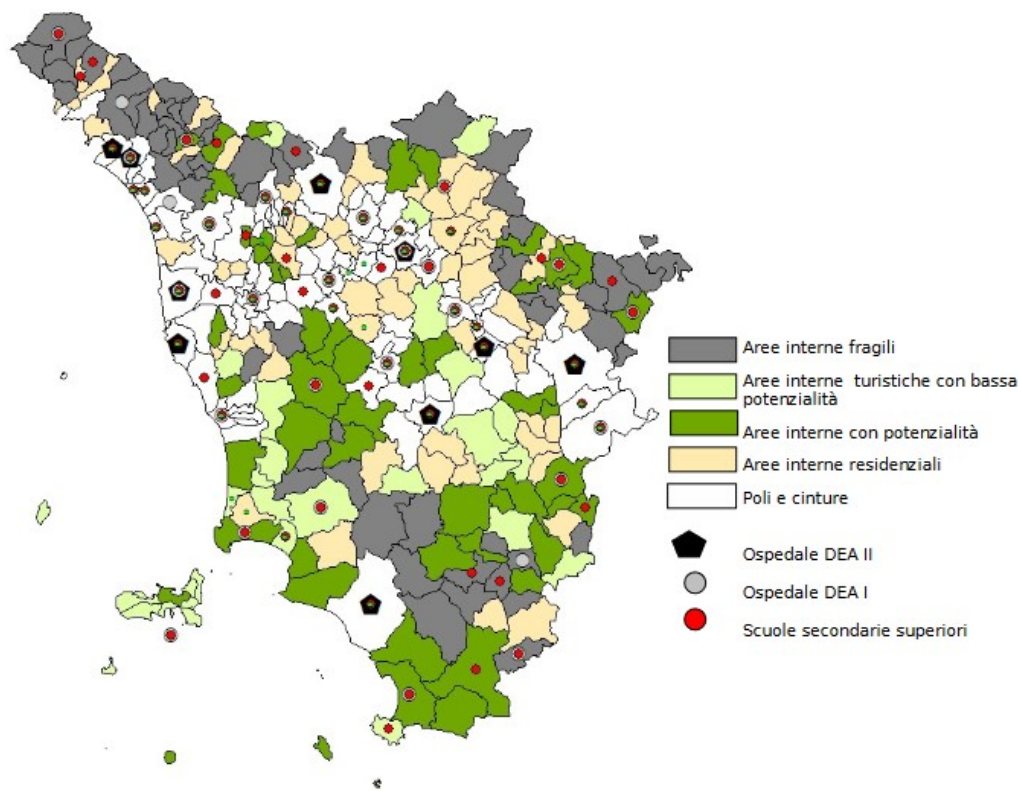 Aree interne fragili
Aree interne  turistiche con bassa
potenzialità
Aree interne con potenzialità
Aree interne residenziali
Poli e cinture
Ospedale DEA II
Ospedale DEA I
Scuole secondarie superiori